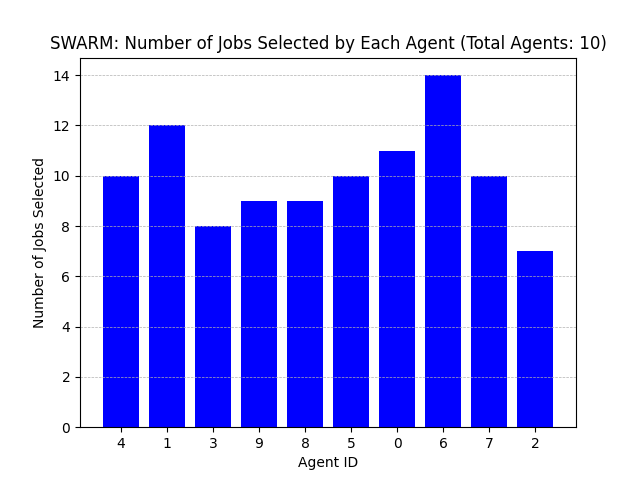 SWARM: Number of Jobs Selected by Each Agent (Total Agents: 10)
Number of Jobs Selected
14
12
10
8
6
4
2
0
4 1 3 9 8 5 0 6 7 2
Agent ID